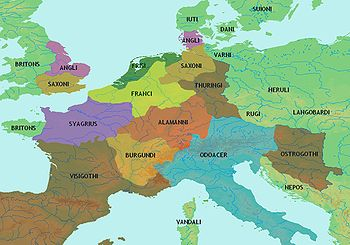 SUIONI
IUTI
DANI
ANGLI
VARNI
BRITONS
ANGLI
FRISI
SAXONI
SAXONI
THURINGI
FRANCI
HERULI
LANGOBARDI
RUGI
BRITONS
SYAGRIUS
ALAMANNI
ODOACER
OSTROGOTHI
BURGUNDI
VISIGOTHI
NEPOS
VANDALI